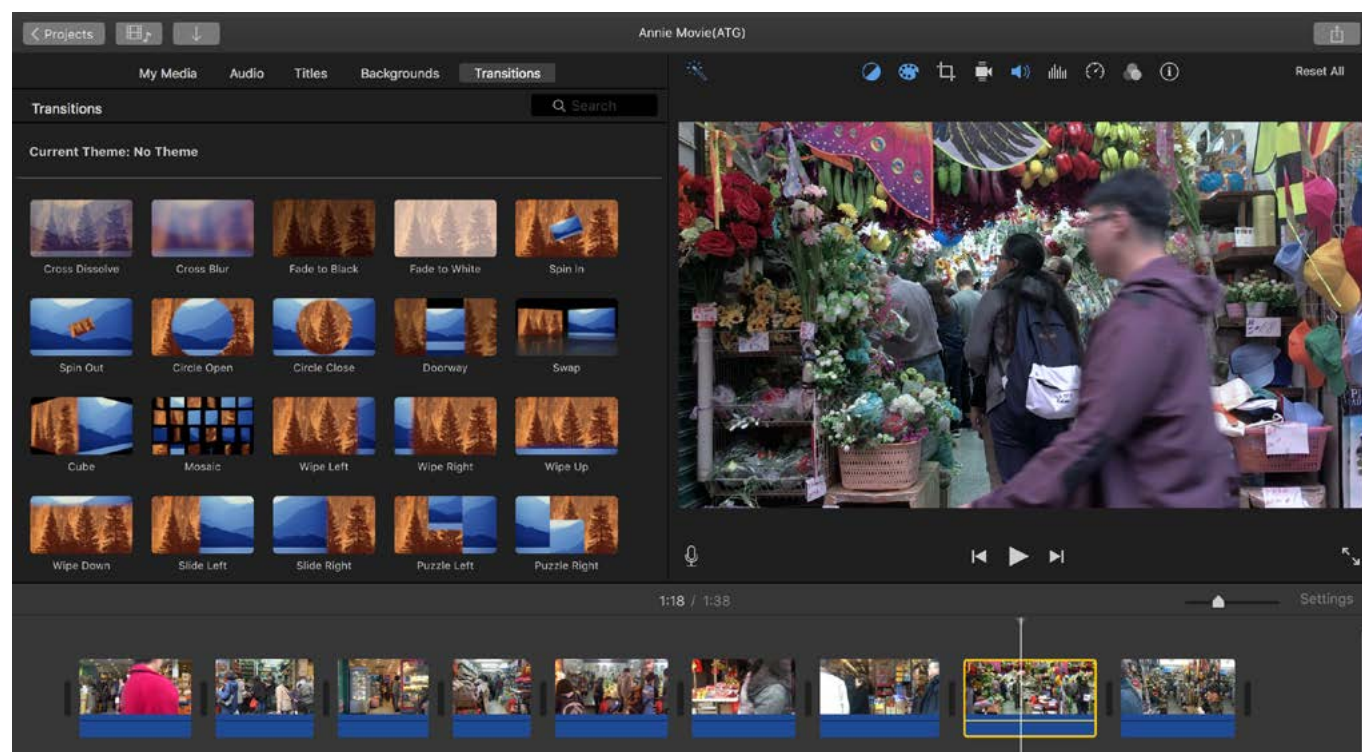 Projects
Annie Movie(ATG)
My Media Audio Titles Backgrounds Transitions
Reset All
Transitions
Search
Current Theme: No Theme
Cross Dissolve Cross Blur Fade to Black Fade to White Spin In
Spin Out Circle Open Circle Close Doorway Swap
Cube Mosaic Wipe Left Wipe Right Wipe Up
Wipe Down Slide Left Slide Right Puzzle Left Puzzle Right
1:18 / 1:38
Settings